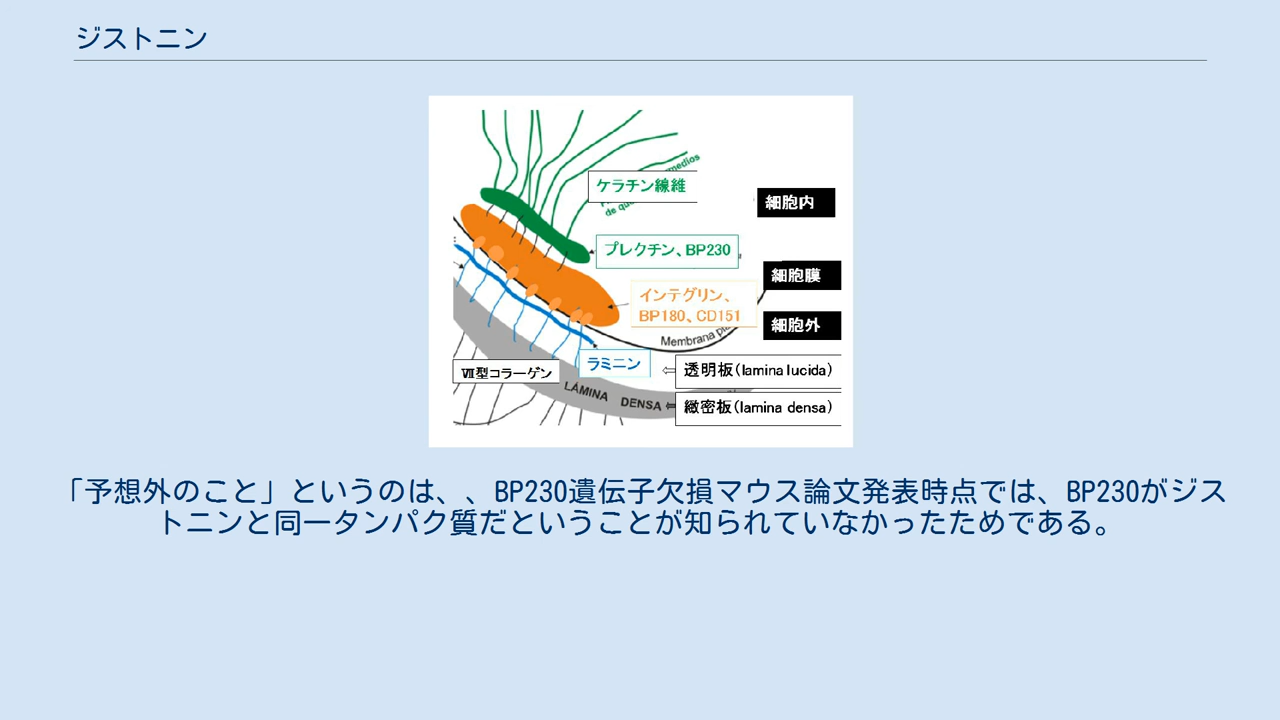 ジストニン
medios
ケラチン線維
de que
細胞内
プレクチン、BP230
細胞膜
インテグリン、
BP180、CD151
細胞外
Membrana pl
ラミニン
Ⅶ型コラーゲン
⇦ 透明板(lamina lucida)
LÁMINA DENSA
⇦ 緻密板(lamina densa)
「予想外のこと」というのは、、BP230遺伝子欠損マウス論文発表時点では、BP230がジス
トニンと同一タンパク質だということが知られていなかったためである。